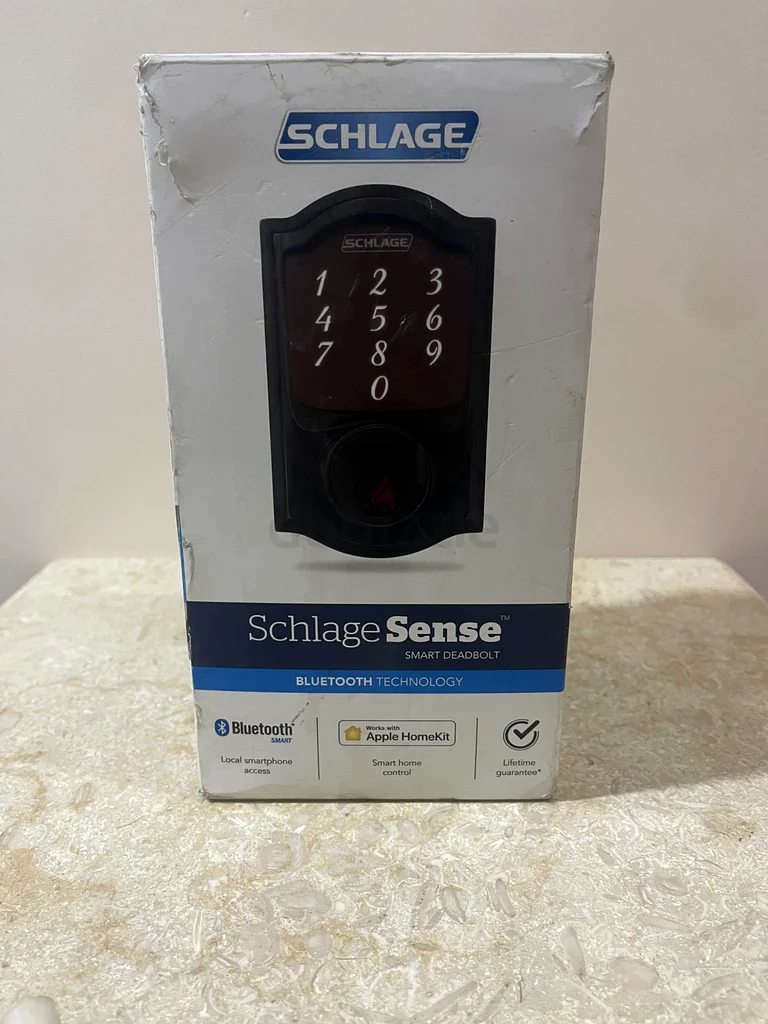 SCHLAGE
SCHLAGE
1 2 3
4 5 6
7 8 9
0
Schlage Sense™
SMART DEADBOLT
BLUETOOTH TECHNOLOGY
Bluetooth®
SMART
Local smartphone
access
Works with
Apple HomeKit
Smart home
control
Lifetime
guarantee*